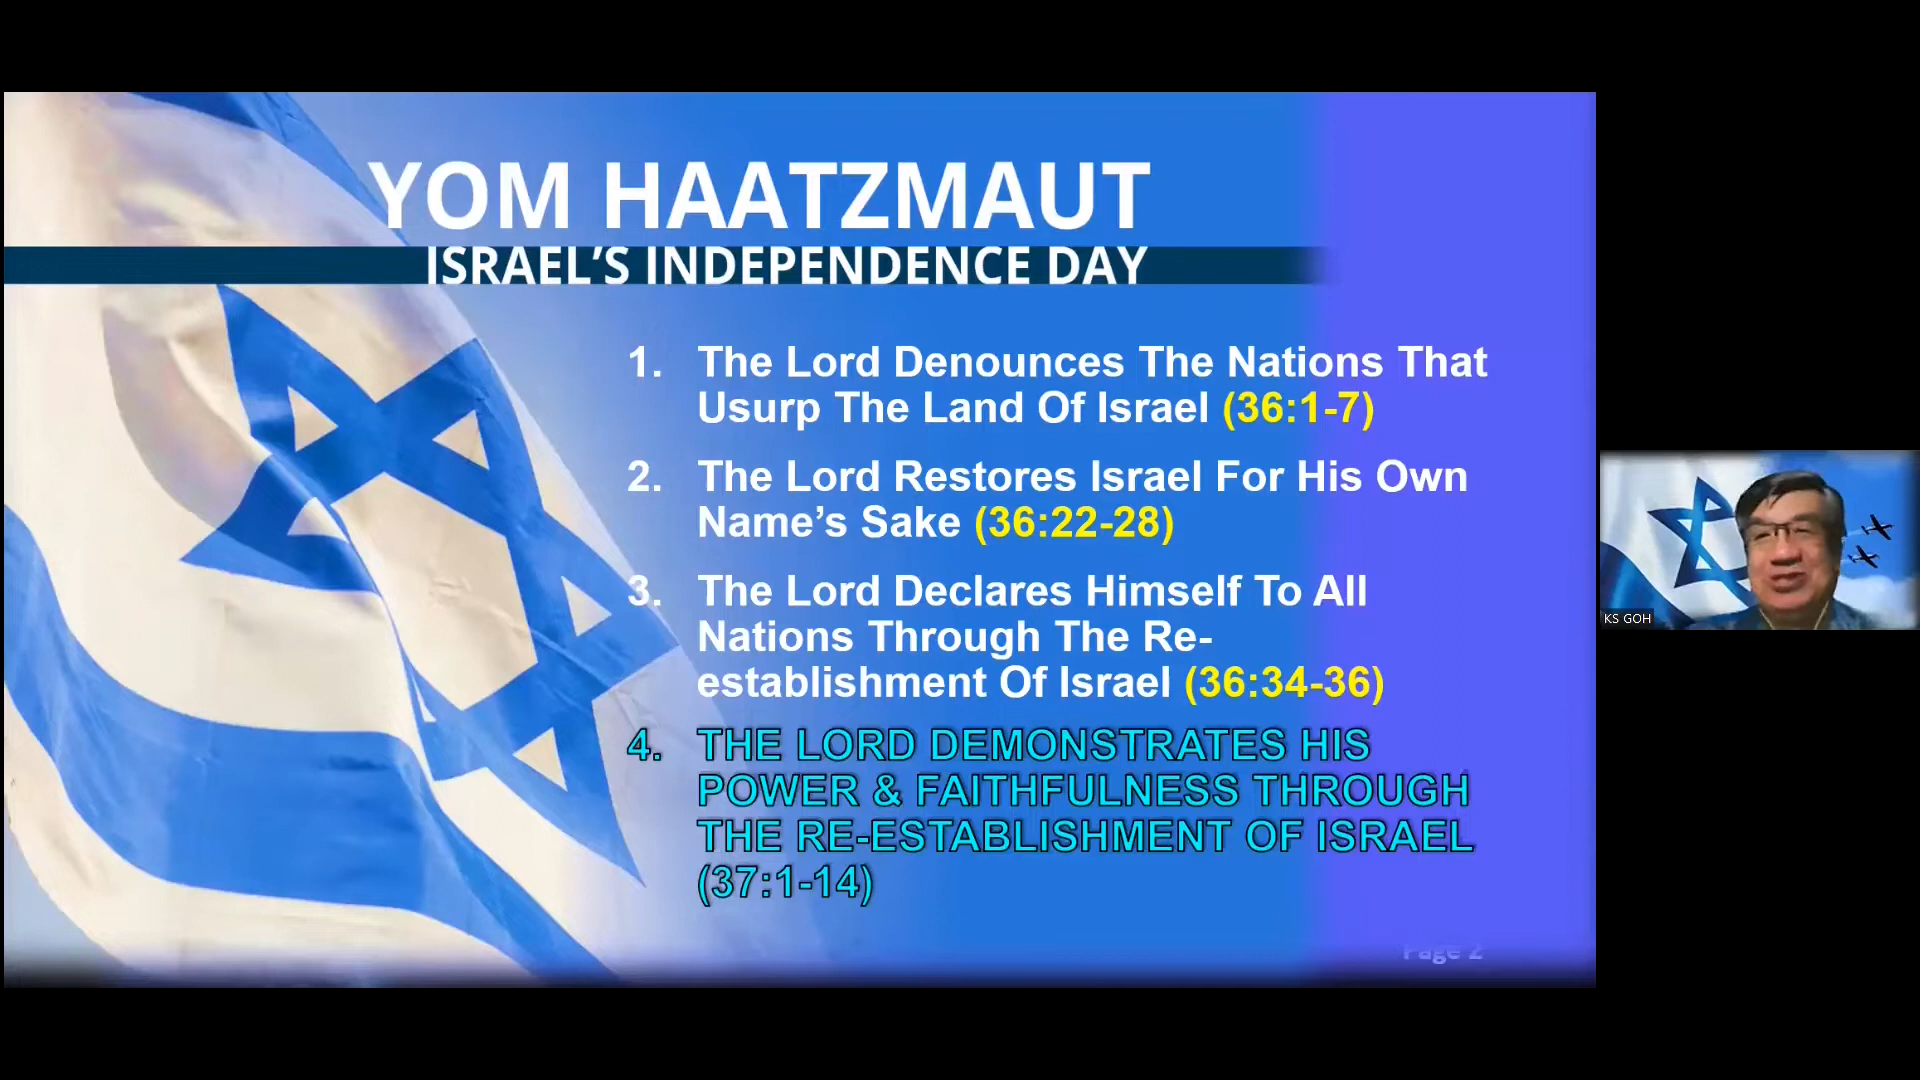 YOM HAATZMAUT
ISRAEL’S INDEPENDENCE DAY
1. The Lord Denounces The Nations That
Usurp The Land Of Israel (36:1-7)
2. The Lord Restores Israel For His Own
Name’s Sake (36:22-28)
3. The Lord Declares Himself To All
Nations Through The Re-
establishment Of Israel (36:34-36)
4. THE LORD DEMONSTRATES HIS
POWER & FAITHFULNESS THROUGH
THE RE-ESTABLISHMENT OF ISRAEL
(37:1-14)
Page 2
KS GOH